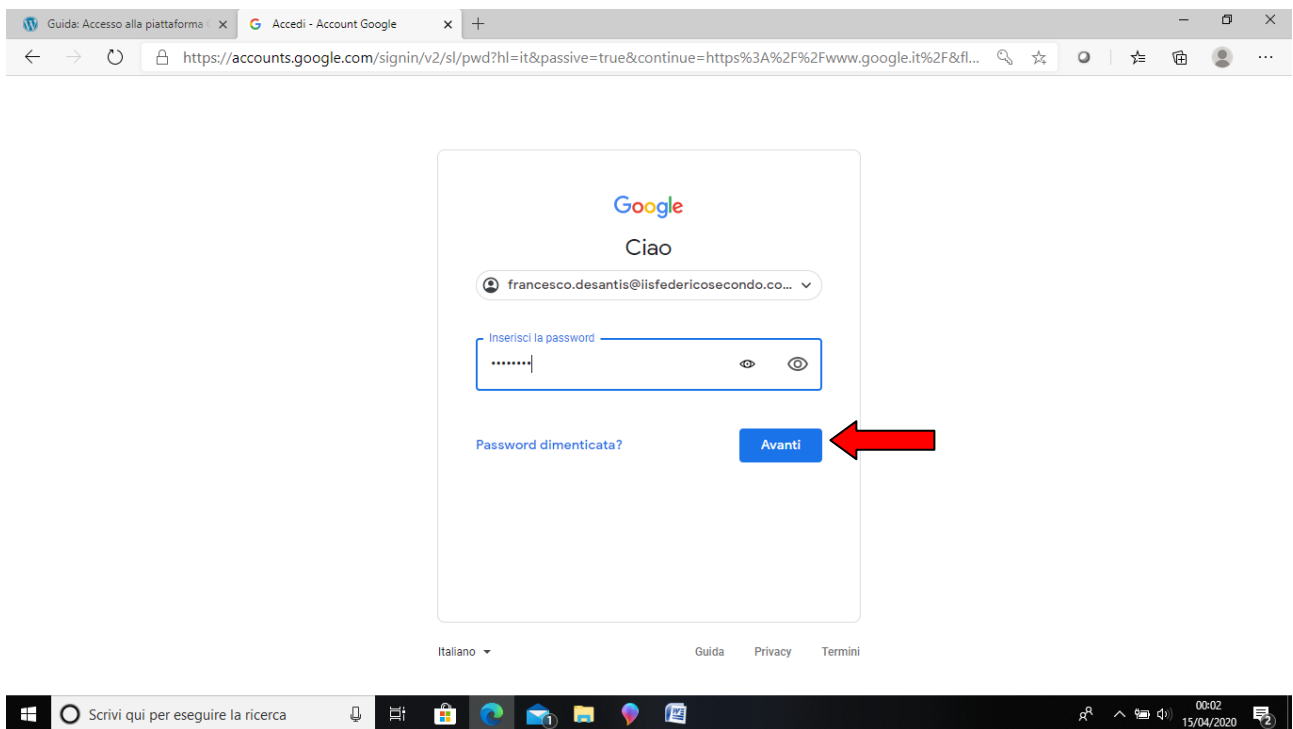 Guida: Accesso alla piattaforma
Accedi - Account Google
https://accounts.google.com/signin/v2/sl/pwd?hl=it&passive=true&continue=https%3A%2F%2Fwww.google.it%2F&fl...
Google
Ciao
francesco.desantis@iisfedericosecondo.co...
Inserisci la password
••••••••
Password dimenticata?
Avanti
Italiano
Guida Privacy Termini
Scrivi qui per eseguire la ricerca
1
00:02
15/04/2020
2